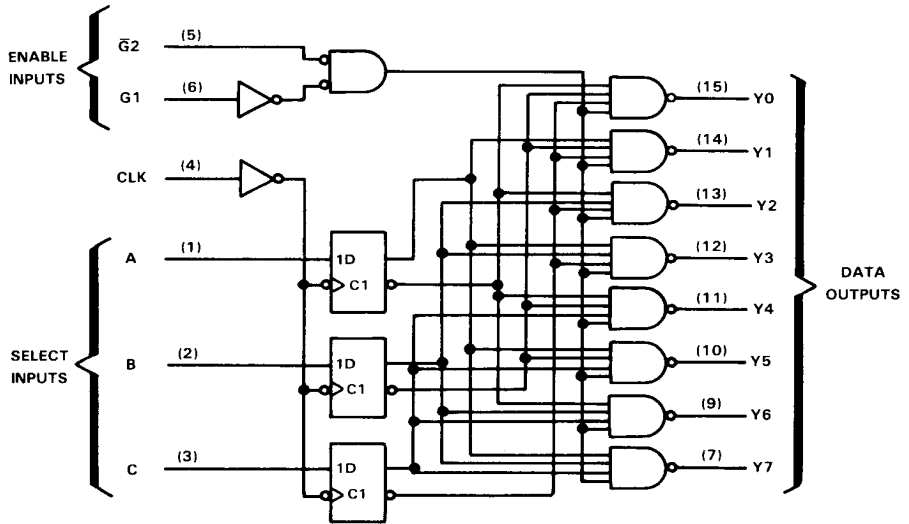 ENABLE
INPUTS
G̅2
(5)
G1
(6)
CLK
(4)
SELECT
INPUTS
A
(1)
B
(2)
C
(3)
1D
C1
1D
C1
1D
C1
(15)
Y0
(14)
Y1
(13)
Y2
(12)
Y3
(11)
Y4
(10)
Y5
(9)
Y6
(7)
Y7
DATA
OUTPUTS